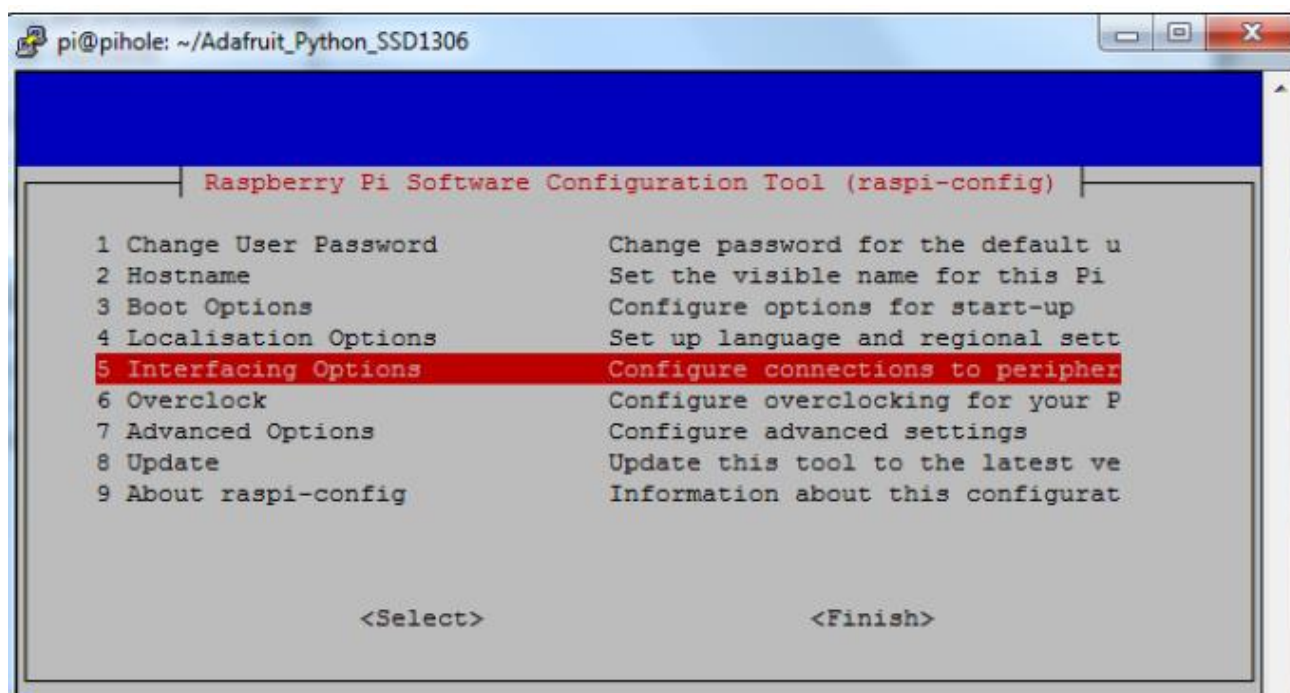 pi@pihole: ~/Adafruit_Python_SSD1306
Raspberry Pi Software Configuration Tool (raspi-config)
1 Change User Password Change password for the default u
2 Hostname Set the visible name for this Pi
3 Boot Options Configure options for start-up
4 Localisation Options Set up language and regional sett
5 Interfacing Options Configure connections to peripher
6 Overclock Configure overclocking for your P
7 Advanced Options Configure advanced settings
8 Update Update this tool to the latest ve
9 About raspi-config Information about this configurat
<Select> <Finish>